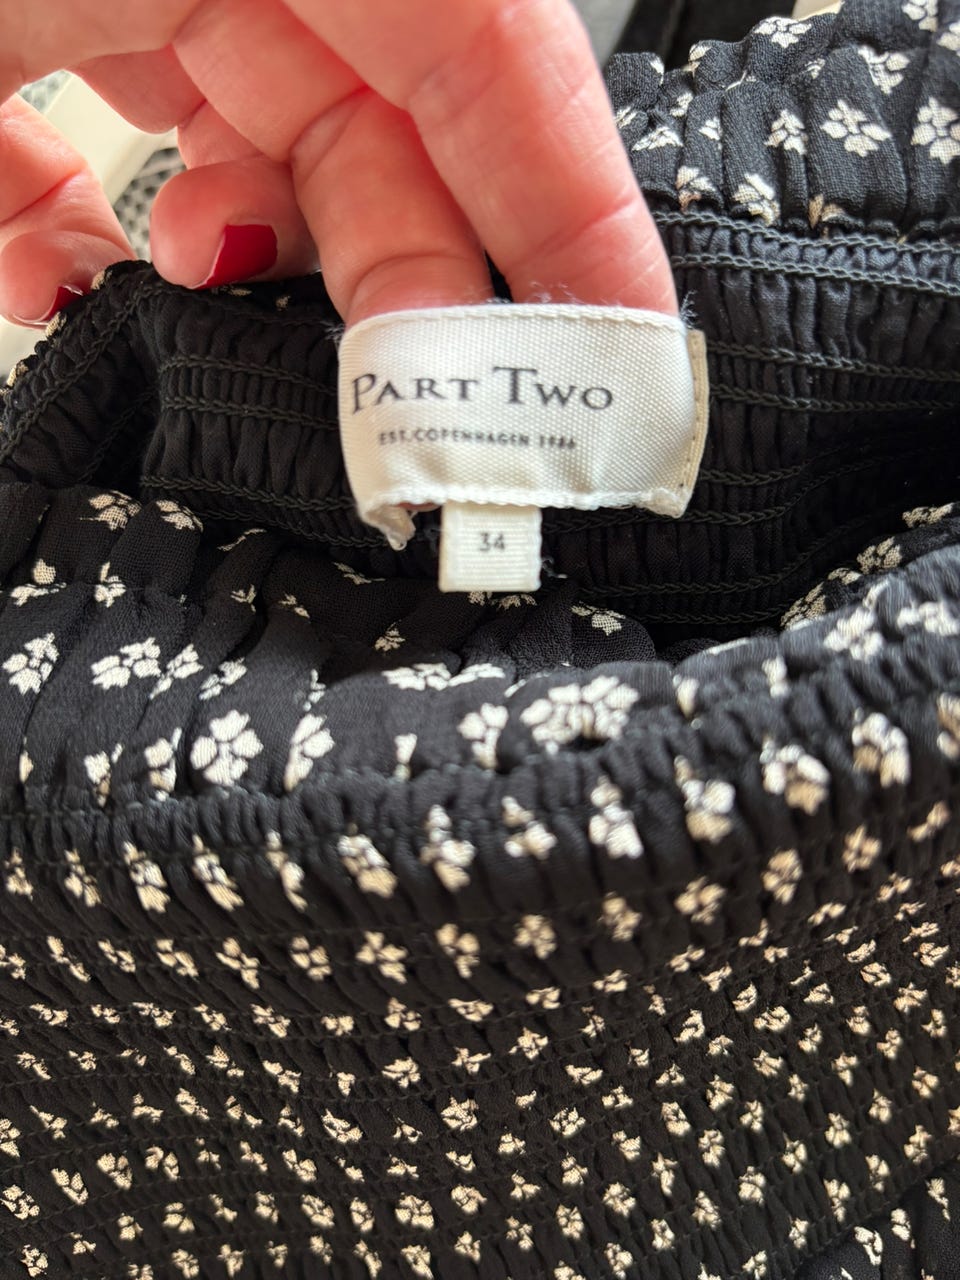 PART TWO
EST. COPENHAGEN 1986
34